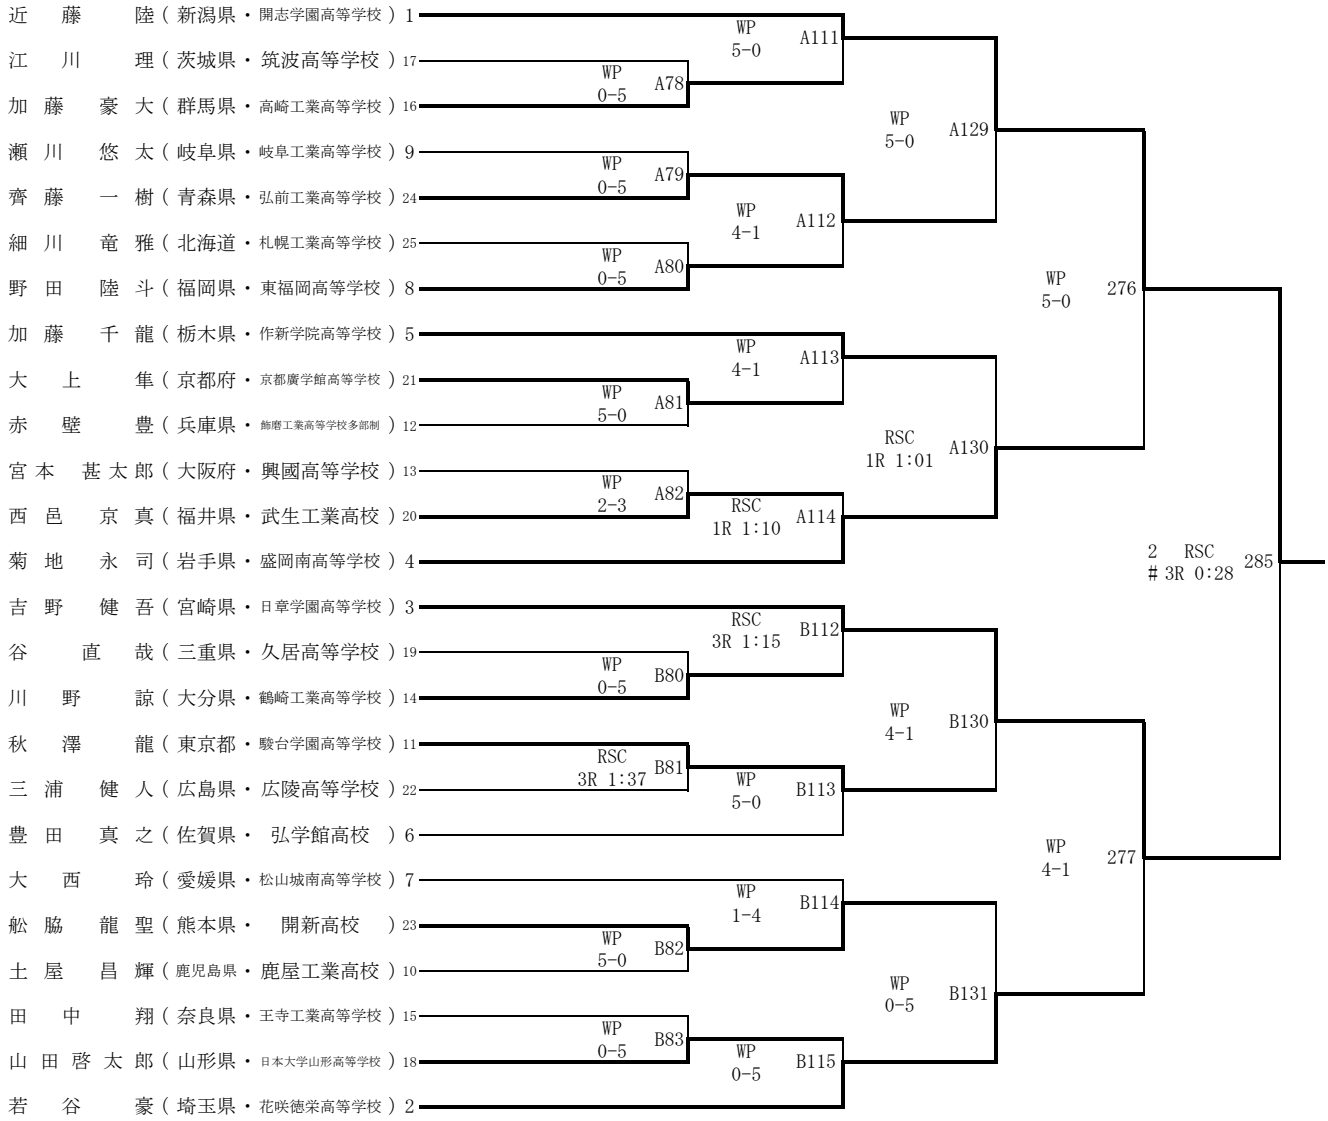 近藤 陸 ( 新潟県・開志学園高等学校 ) 1
WP
5-0
A111
江川 理 ( 茨城県・筑波高等学校 ) 17
WP
0-5
A78
加藤 豪大 ( 群馬県・高崎工業高等学校 ) 16
WP
5-0
A129
瀬川 悠太 ( 岐阜県・岐阜工業高等学校 ) 9
WP
0-5
A79
齊藤 一樹 ( 青森県・弘前工業高等学校 ) 24
WP
4-1
A112
細川 竜雅 ( 北海道・札幌工業高等学校 ) 25
WP
0-5
A80
野田 陸斗 ( 福岡県・東福岡高等学校 ) 8
WP
5-0
276
加藤 千龍 ( 栃木県・作新学院高等学校 ) 5
WP
4-1
A113
大上 隼 ( 京都府・京都廣学館高等学校 ) 21
WP
5-0
A81
赤壁 豊 ( 兵庫県・飾磨工業高等学校多部制 ) 12
RSC
1R 1:01
A130
宮本 甚太郎 ( 大阪府・興國高等学校 ) 13
WP
2-3
A82
西邑 京真 ( 福井県・武生工業高校 ) 20
RSC
1R 1:10
A114
菊地 永司 ( 岩手県・盛岡南高等学校 ) 4
2 RSC
# 3R 0:28
285
吉野 健吾 ( 宮崎県・日章学園高等学校 ) 3
RSC
3R 1:15
B112
谷 直哉 ( 三重県・久居高等学校 ) 19
WP
0-5
B80
川野 諒 ( 大分県・鶴崎工業高等学校 ) 14
WP
4-1
B130
秋澤 龍 ( 東京都・駿台学園高等学校 ) 11
RSC
3R 1:37
B81
三浦 健人 ( 広島県・広陵高等学校 ) 22
WP
5-0
B113
豊田 真之 ( 佐賀県・弘学館高校 ) 6
WP
4-1
277
大西 玲 ( 愛媛県・松山城南高等学校 ) 7
WP
1-4
B114
舩脇 龍聖 ( 熊本県・開新高校 ) 23
WP
5-0
B82
土屋 昌輝 ( 鹿児島県・鹿屋工業高校 ) 10
WP
0-5
B131
田中 翔 ( 奈良県・王寺工業高等学校 ) 15
WP
0-5
B83
山田 啓太郎 ( 山形県・日本大学山形高等学校 ) 18
WP
0-5
B115
若谷 豪 ( 埼玉県・花咲徳栄高等学校 ) 2